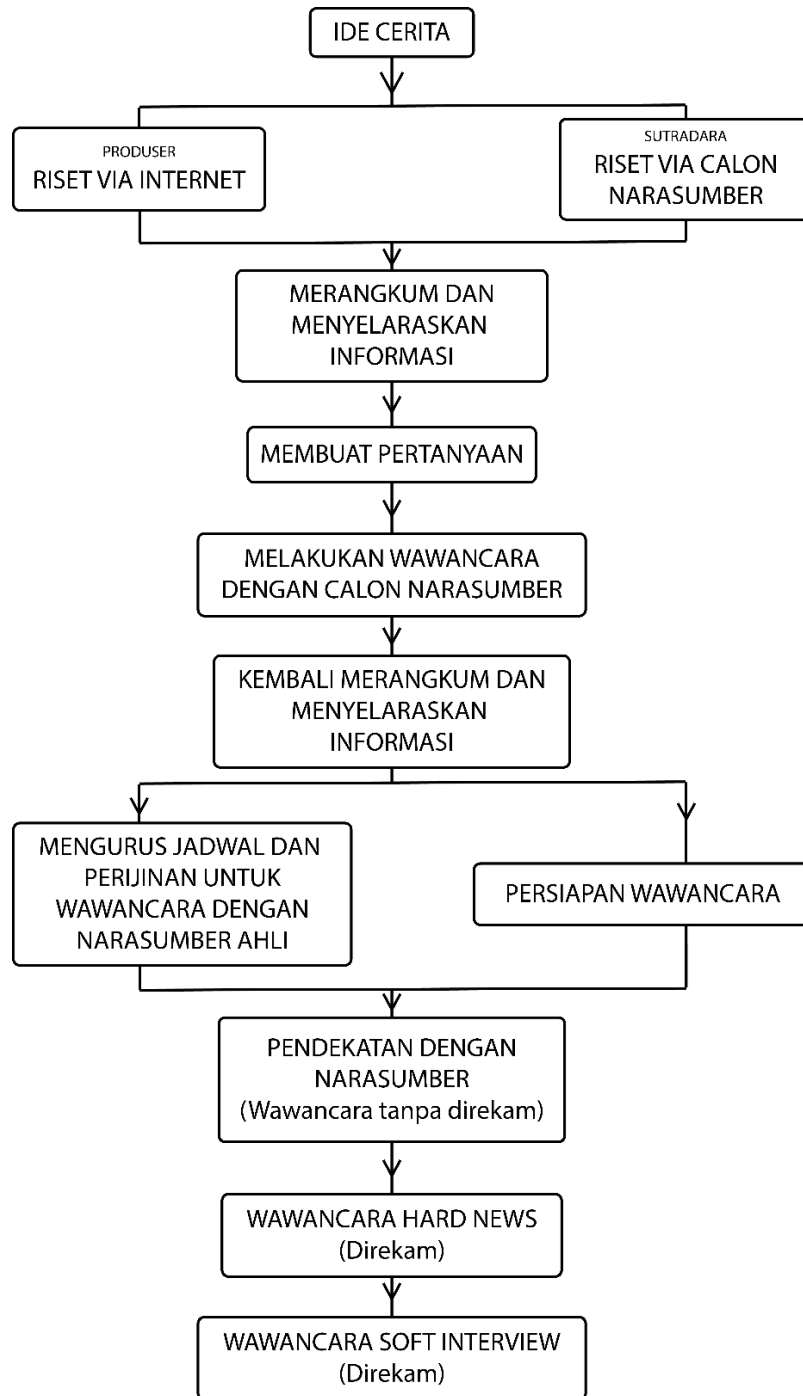 IDE CERITA
PRODUSER
RISET VIA INTERNET
SUTRADARA
RISET VIA CALON
NARASUMBER
MERANGKUM DAN
MENYELARASKAN
INFORMASI
MEMBUAT PERTANYAAN
MELAKUKAN WAWANCARA
DENGAN CALON NARASUMBER
KEMBALI MERANGKUM DAN
MENYELARASKAN
INFORMASI
MENGURUS JADWAL DAN
PERIJINAN UNTUK
WAWANCARA DENGAN
NARASUMBER AHLI
PERSIAPAN WAWANCARA
PENDEKATAN DENGAN
NARASUMBER
(Wawancara tanpa direkam)
WAWANCARA HARD NEWS
(Direkam)
WAWANCARA SOFT INTERVIEW
(Direkam)